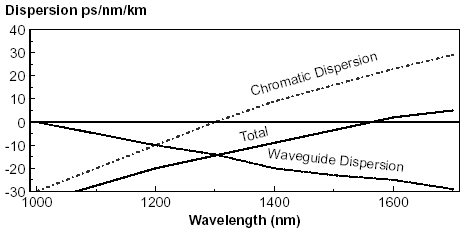 Dispersion ps/nm/km
40
30
20
10
0
-10
-20
-30
Chromatic Dispersion
Total
Waveguide Dispersion
1000 1200 1400 1600
Wavelength (nm)